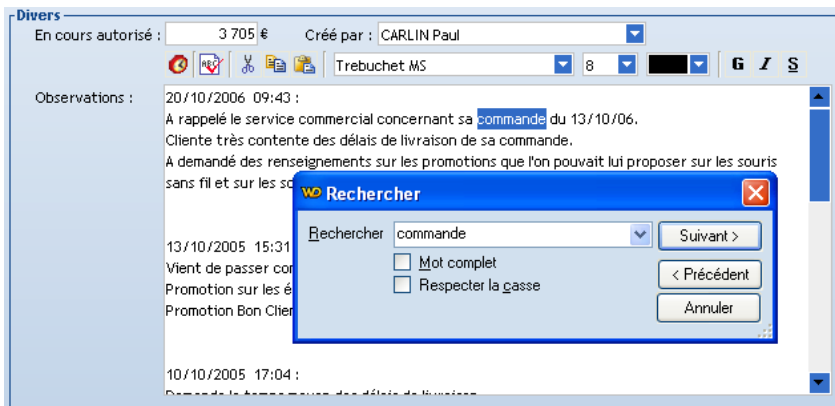 Divers
En cours autorisé : 3 705 € Créé par : CARLIN Paul
ABC Trebuchet MS 8 G I S
Observations :
20/10/2006 09:43 :
A rappelé le service commercial concernant sa commande du 13/10/06.
Cliente très contente des délais de livraison de sa commande.
A demandé des renseignements sur les promotions que l'on pouvait lui proposer sur les souris
sans fil et sur les
WD Rechercher
Rechercher commande Suivant >
Mot complet
< Précédent
Respecter la casse
Annuler
13/10/2005 15:31
Vient de passer
Promotion sur les
Promotion Bon
10/10/2005 17:04 :